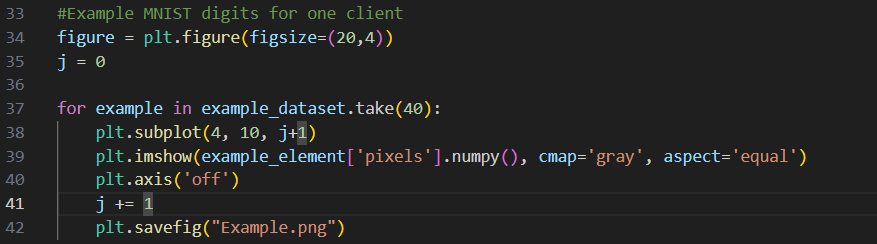 33 #Example MNIST digits for one client
34 figure = plt.figure(figsize=(20,4))
35 j = 0
36
37 for example in example_dataset.take(40):
38     plt.subplot(4, 10, j+1)
39     plt.imshow(example_element['pixels'].numpy(), cmap='gray', aspect='equal')
40     plt.axis('off')
41     j += 1
42     plt.savefig("Example.png")